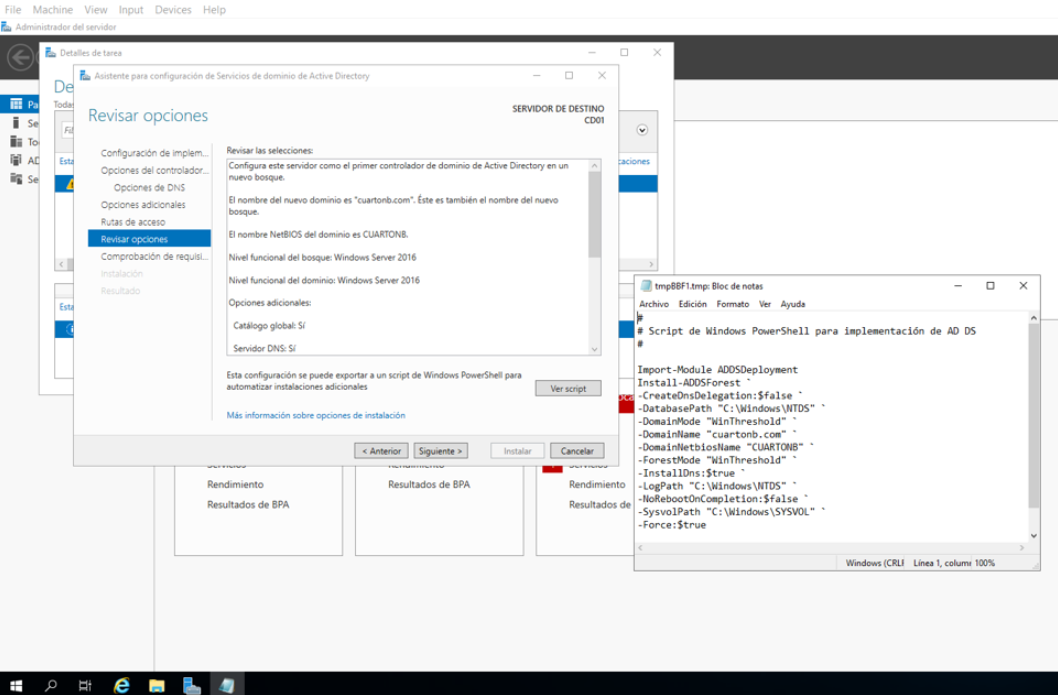 File Machine View Input Devices Help
Administrador del servidor
Detalles de tarea
De
Todas
Asistente para configuración de Servicios de dominio de Active Directory
Revisar opciones
SERVIDOR DE DESTINO
CD01
Configuración de implem...
Opciones del controlador...
Opciones de DNS
Opciones adicionales
Rutas de acceso
Revisar opciones
Comprobación de requisi...
Instalación
Resultado
Revisar las selecciones:
Configura este servidor como el primer controlador de dominio de Active Directory en un
nuevo bosque.
El nombre del nuevo dominio es "cuartonb.com". Éste es también el nombre del nuevo
bosque.
El nombre NetBIOS del dominio es CUARTONB.
Nivel funcional del bosque: Windows Server 2016
Nivel funcional del dominio: Windows Server 2016
Opciones adicionales:
Catálogo global: Sí
Servidor DNS: Sí
Esta configuración se puede exportar a un script de Windows PowerShell para
automatizar instalaciones adicionales
Ver script
Más información sobre opciones de instalación
< Anterior Siguiente > Instalar Cancelar
Pa
Se
To
AD
Se
Fil
Esta
caciones
Esta
Servicios
Rendimiento
Resultados de BPA
Rendimiento
Resultados de BPA
Servicios
Rendimiento
Resultados de
tmpBBF1.tmp: Bloc de notas
Archivo Edición Formato Ver Ayuda
#
# Script de Windows PowerShell para implementación de AD DS
#
Import-Module ADDSDeployment
Install-ADDSForest `
-CreateDnsDelegation:$false `
-DatabasePath "C:\Windows\NTDS" `
-DomainMode "WinThreshold" `
-DomainName "cuartonb.com" `
-DomainNetbiosName "CUARTONB" `
-ForestMode "WinThreshold" `
-InstallDns:$true `
-LogPath "C:\Windows\NTDS" `
-NoRebootOnCompletion:$false `
-SysvolPath "C:\Windows\SYSVOL" `
-Force:$true
Windows (CRLF Línea 1, column 100%